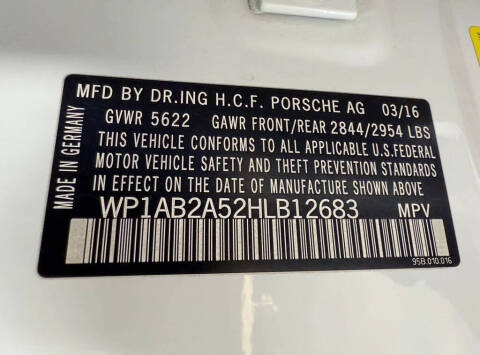 MFD BY DR.ING H.C.F. PORSCHE AG 03/16
GVWR 5622 GAWR FRONT/REAR 2844/2954 LBS
THIS VEHICLE CONFORMS TO ALL APPLICABLE U.S.FEDERAL
MOTOR VEHICLE SAFETY AND THEFT PREVENTION STANDARDS
IN EFFECT ON THE DATE OF MANUFACTURE SHOWN ABOVE
WP1AB2A52HLB12683 MPV
MADE IN GERMANY
95B.010.016